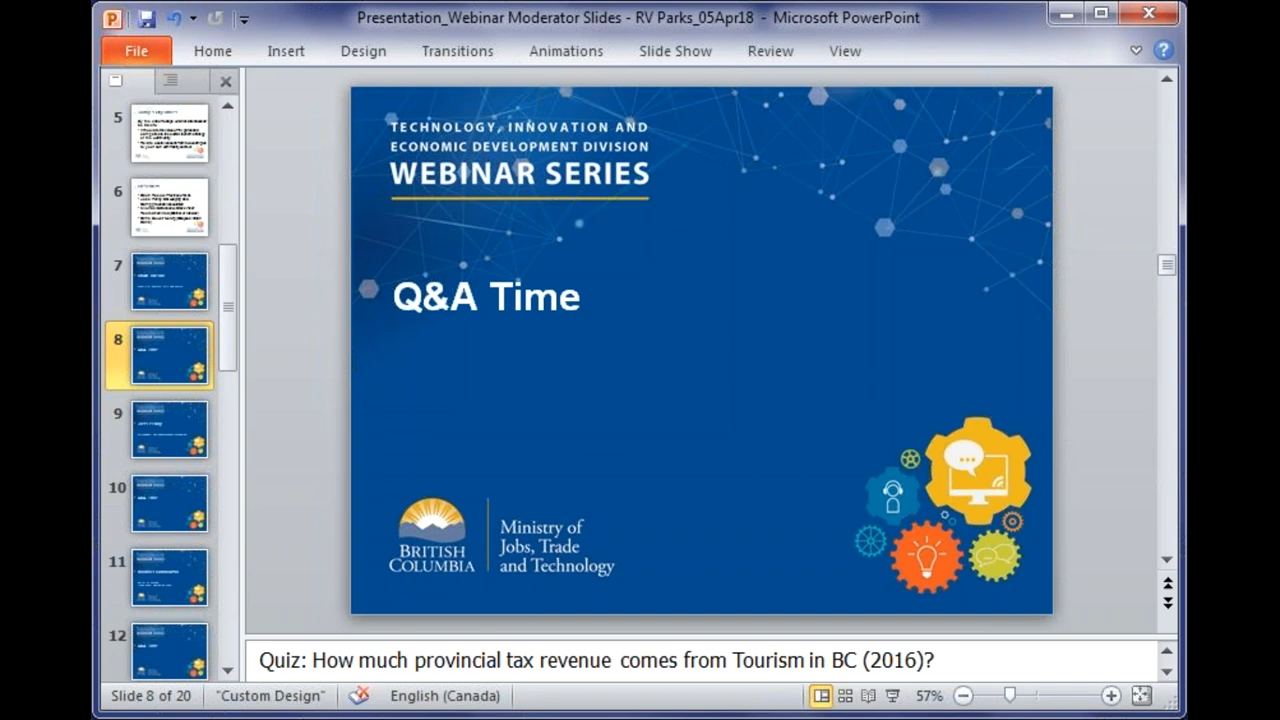 Presentation_Webinar Moderator Slides - RV Parks_05Apr18 - Microsoft PowerPoint
File Home Insert Design Transitions Animations Slide Show Review View
5
6
7
8
9
10
11
12
TECHNOLOGY, INNOVATION AND
ECONOMIC DEVELOPMENT DIVISION
WEBINAR SERIES
Q&A Time
BRITISH
COLUMBIA
Ministry of
Jobs, Trade
and Technology
Quiz: How much provincial tax revenue comes from Tourism in BC (2016)?
Slide 8 of 20 "Custom Design" English (Canada) 57%